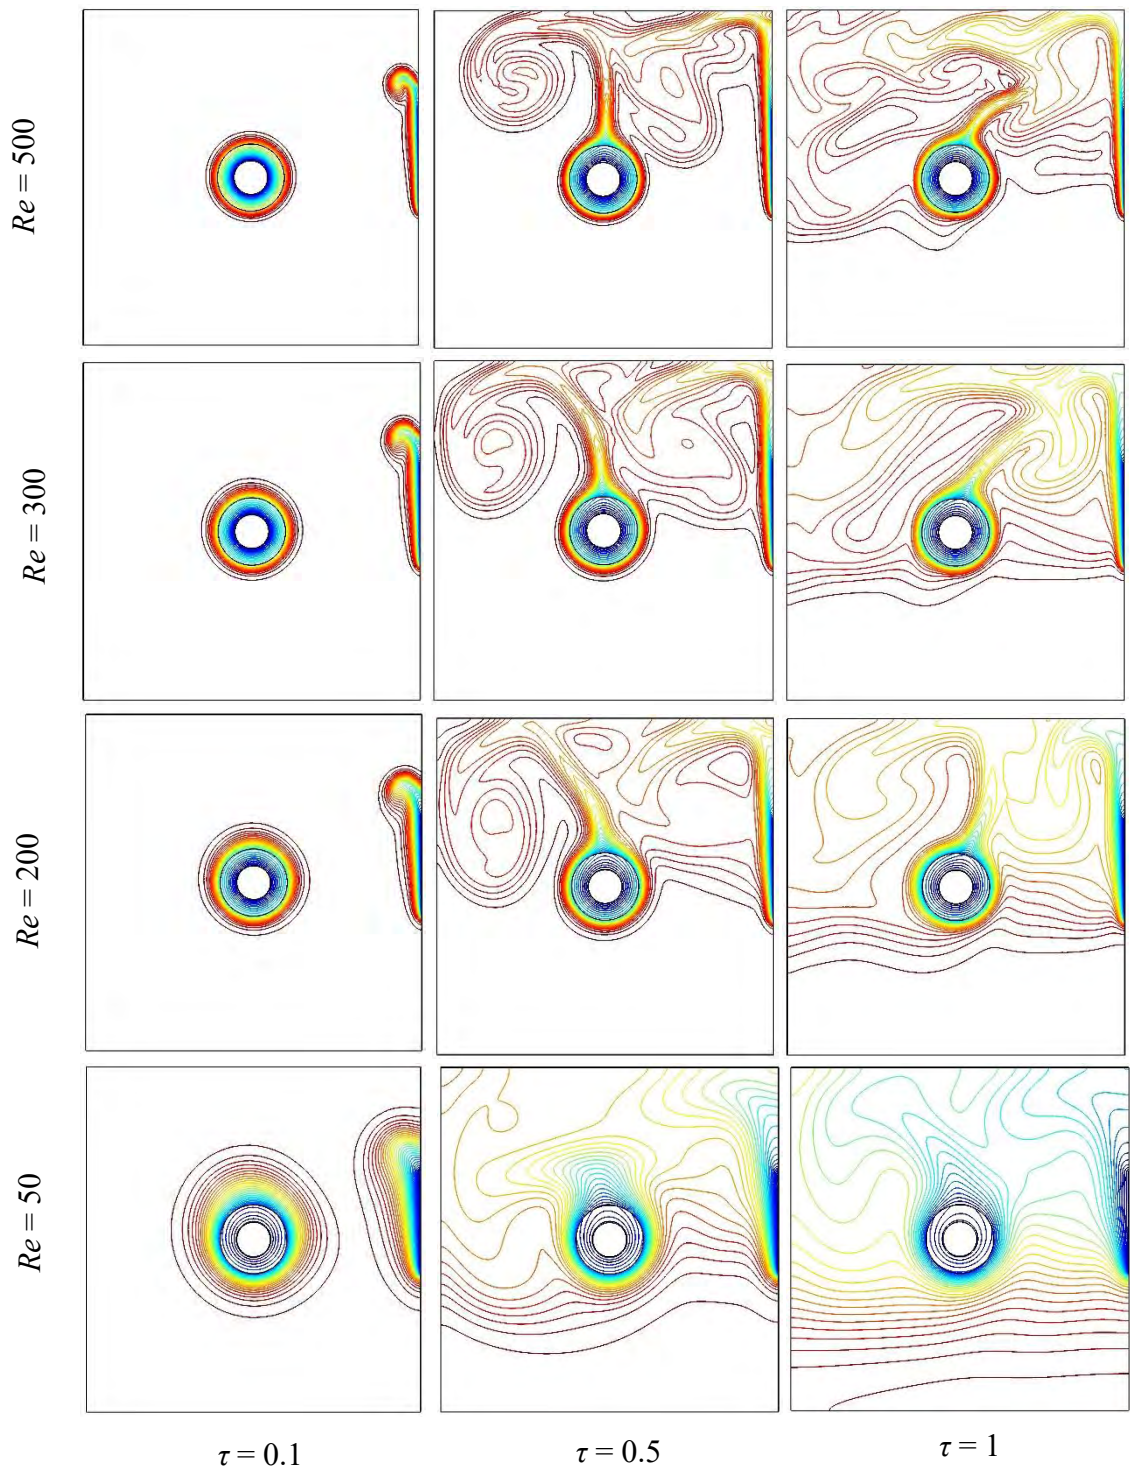 Re = 500
Re = 300
Re = 200
Re = 50
τ = 0.1
τ = 0.5
τ = 1